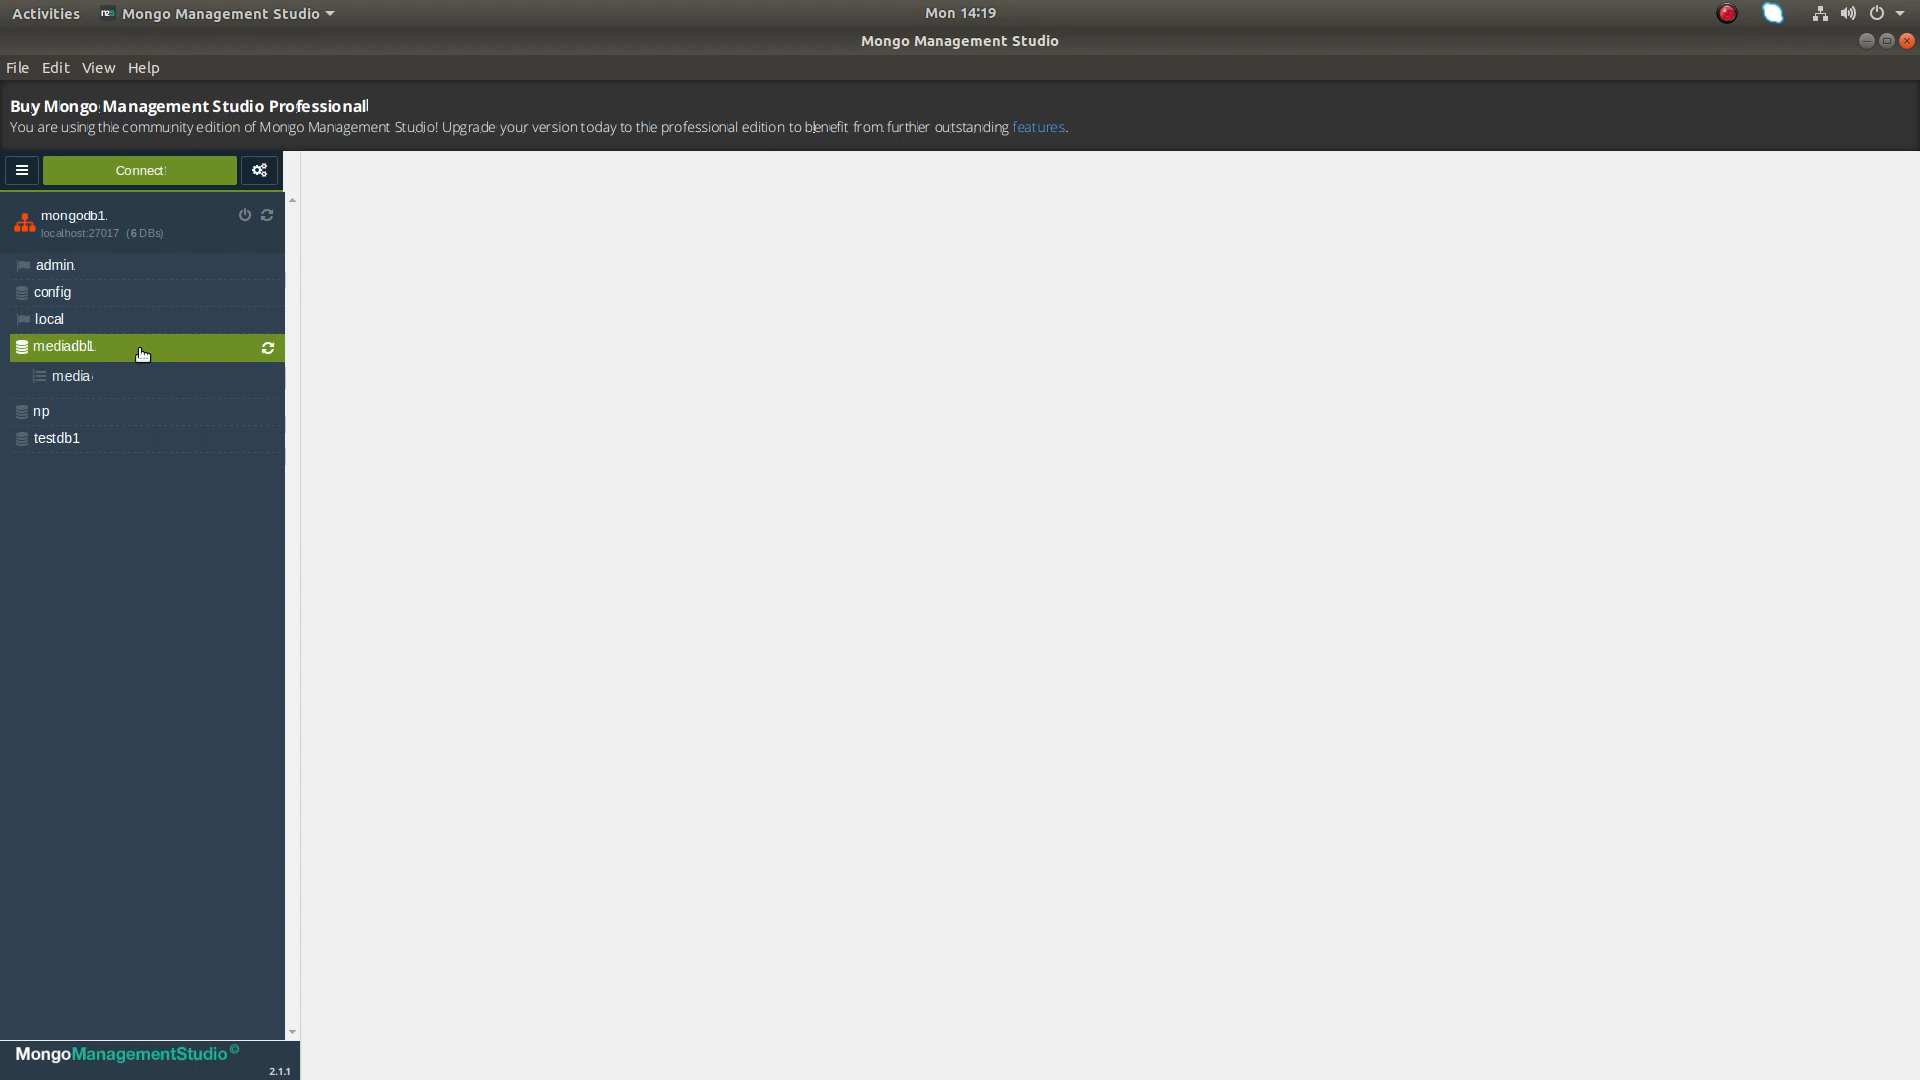 Activities Mongo Management Studio Mon 14:19
Mongo Management Studio
File Edit View Help
Buy Mongo Management Studio Professional!
You are using the community edition of Mongo Management Studio! Upgrade your version today to the professional edition to benefit from further outstanding features.
Connect
mongodb1
localhost:27017 (6 DBs)
admin
config
local
mediadb1
media
np
testdb1
MongoManagementStudio©
2.1.1